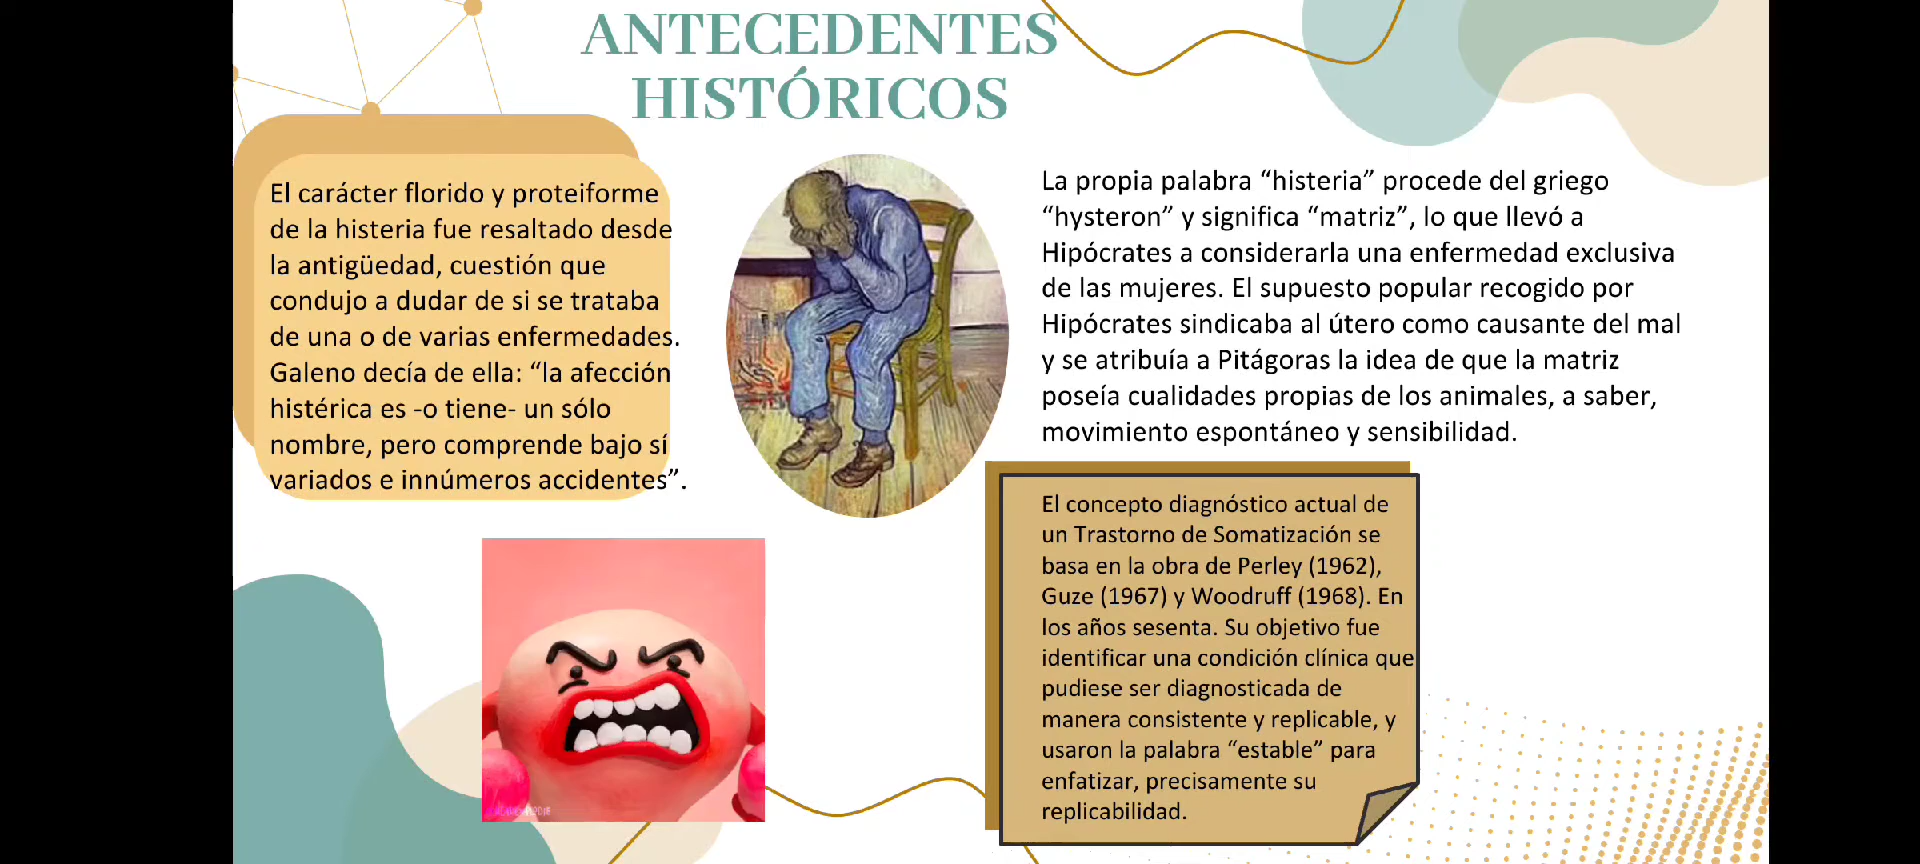 ANTECEDENTES
HISTÓRICOS
El carácter florido y proteiforme
de la histeria fue resaltado desde
la antigüedad, cuestión que
condujo a dudar de si se trataba
de una o de varias enfermedades.
Galeno decía de ella: “la afección
histérica es -o tiene- un sólo
nombre, pero comprende bajo sí
variados e innúmeros accidentes”.
La propia palabra “histeria” procede del griego
“hysteron” y significa “matriz”, lo que llevó a
Hipócrates a considerarla una enfermedad exclusiva
de las mujeres. El supuesto popular recogido por
Hipócrates sindicaba al útero como causante del mal
y se atribuía a Pitágoras la idea de que la matriz
poseía cualidades propias de los animales, a saber,
movimiento espontáneo y sensibilidad.
El concepto diagnóstico actual de
un Trastorno de Somatización se
basa en la obra de Perley (1962),
Guze (1967) y Woodruff (1968). En
los años sesenta. Su objetivo fue
identificar una condición clínica que
pudiese ser diagnosticada de
manera consistente y replicable, y
usaron la palabra “estable” para
enfatizar, precisamente su
replicabilidad.